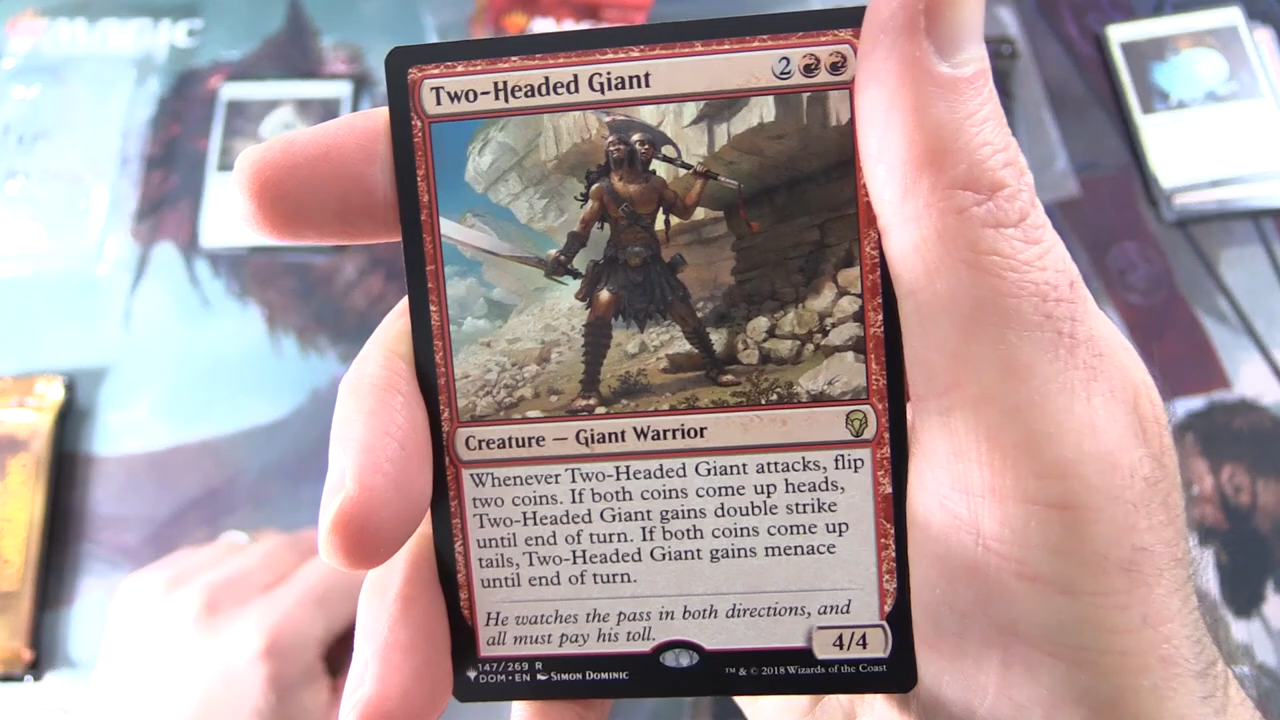 MAGIC
Two-Headed Giant
2
Creature — Giant Warrior
Whenever Two-Headed Giant attacks, flip
two coins. If both coins come up heads,
Two-Headed Giant gains double strike
until end of turn. If both coins come up
tails, Two-Headed Giant gains menace
until end of turn.
He watches the pass in both directions, and
all must pay his toll.
4/4
147/269 R
DOM • EN Simon Dominic
™ & © 2018 Wizards of the Coast